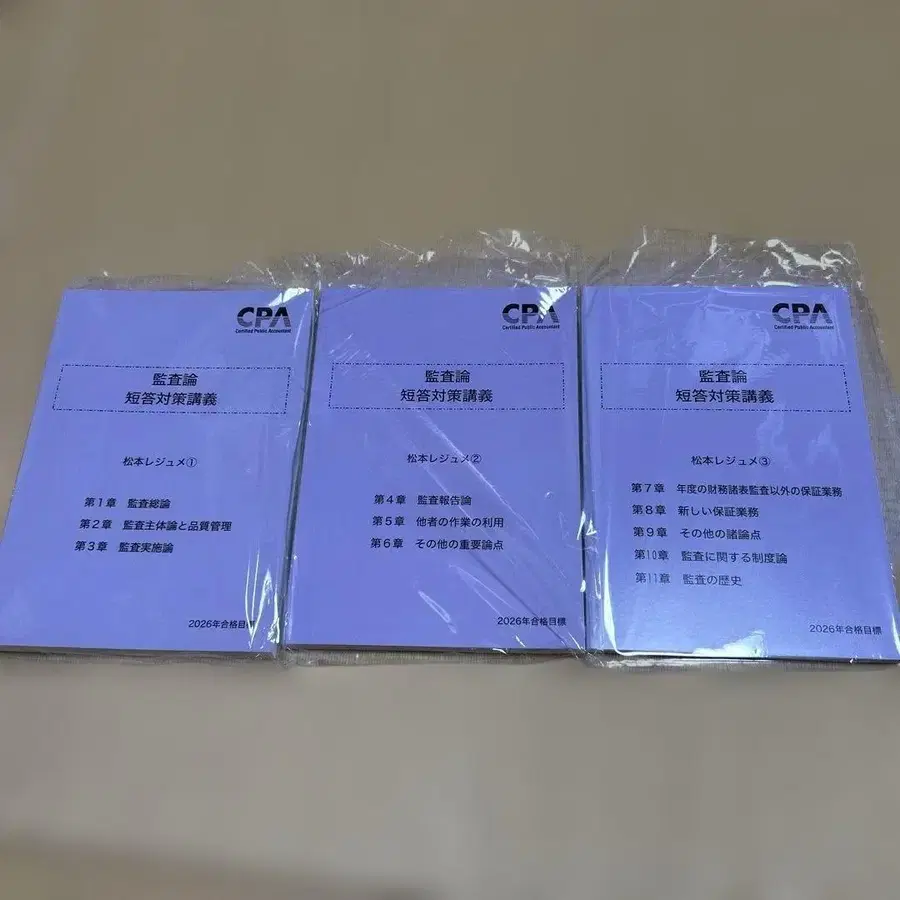 CPA
Certified Public Accountant
監査論
短答対策講義
松本レジュメ①
第1章 監査総論
第2章 監査主体論と品質管理
第3章 監査実施論
2026年合格目標
CPA
Certified Public Accountant
監査論
短答対策講義
松本レジュメ②
第4章 監査報告論
第5章 他者の作業の利用
第6章 その他の重要論点
2026年合格目標
CPA
Certified Public Accountant
監査論
短答対策講義
松本レジュメ③
第7章 年度の財務諸表監査以外の保証業務
第8章 新しい保証業務
第9章 その他の諸論点
第10章 監査に関する制度論
第11章 監査の歴史
2026年合格目標